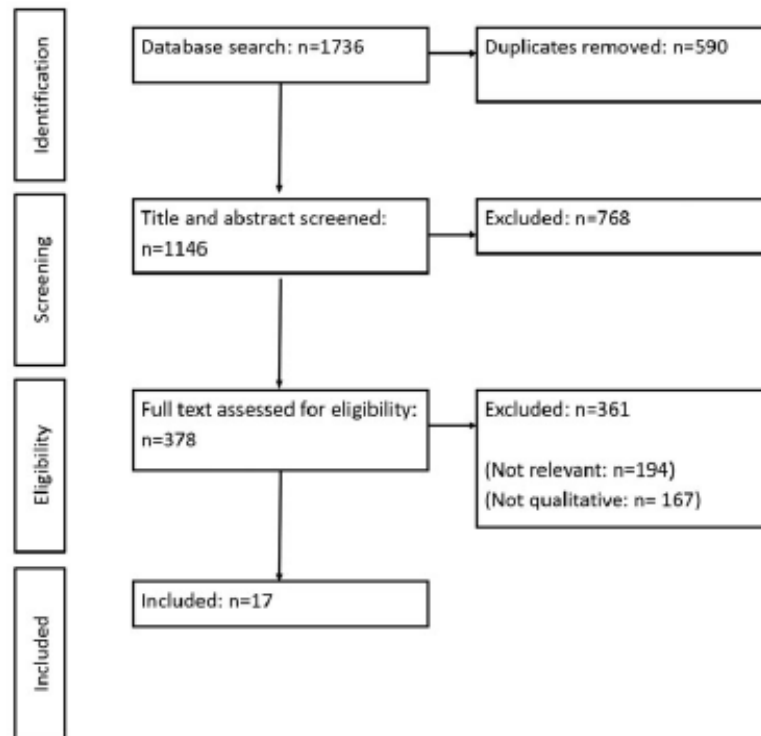 Identification
Database search: n=1736
Duplicates removed: n=590
Screening
Title and abstract screened:
n=1146
Excluded: n=768
Eligibility
Full text assessed for eligibility:
n=378
Excluded: n=361
(Not relevant: n=194)
(Not qualitative: n= 167)
Included
Included: n=17